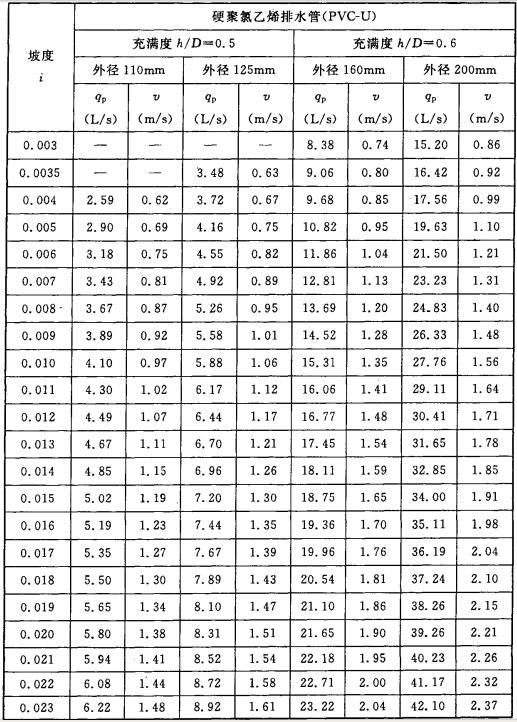 硬聚氯乙烯排水管(PVC-U)
坡度 i
充满度 h/D=0.5 充满度 h/D=0.6
外径 110mm 外径 125mm 外径 160mm 外径 200mm
qp v qp v qp v qp v
(L/s) (m/s) (L/s) (m/s) (L/s) (m/s) (L/s) (m/s)
0.003 — — — — 8.38 0.74 15.20 0.86
0.0035 — — 3.48 0.63 9.06 0.80 16.42 0.92
0.004 2.59 0.62 3.72 0.67 9.68 0.85 17.56 0.99
0.005 2.90 0.69 4.16 0.75 10.82 0.95 19.63 1.10
0.006 3.18 0.75 4.55 0.82 11.86 1.04 21.50 1.21
0.007 3.43 0.81 4.92 0.89 12.81 1.13 23.23 1.31
0.008 3.67 0.87 5.26 0.95 13.69 1.20 24.83 1.40
0.009 3.89 0.92 5.58 1.01 14.52 1.28 26.33 1.48
0.010 4.10 0.97 5.88 1.06 15.31 1.35 27.76 1.56
0.011 4.30 1.02 6.17 1.12 16.06 1.41 29.11 1.64
0.012 4.49 1.07 6.44 1.17 16.77 1.48 30.41 1.71
0.013 4.67 1.11 6.70 1.21 17.45 1.54 31.65 1.78
0.014 4.85 1.15 6.96 1.26 18.11 1.59 32.85 1.85
0.015 5.02 1.19 7.20 1.30 18.75 1.65 34.00 1.91
0.016 5.19 1.23 7.44 1.35 19.36 1.70 35.11 1.98
0.017 5.35 1.27 7.67 1.39 19.96 1.76 36.19 2.04
0.018 5.50 1.30 7.89 1.43 20.54 1.81 37.24 2.10
0.019 5.65 1.34 8.10 1.47 21.10 1.86 38.26 2.15
0.020 5.80 1.38 8.31 1.51 21.65 1.90 39.26 2.21
0.021 5.94 1.41 8.52 1.54 22.18 1.95 40.23 2.26
0.022 6.08 1.44 8.72 1.58 22.71 2.00 41.17 2.32
0.023 6.22 1.48 8.92 1.61 23.22 2.04 42.10 2.37